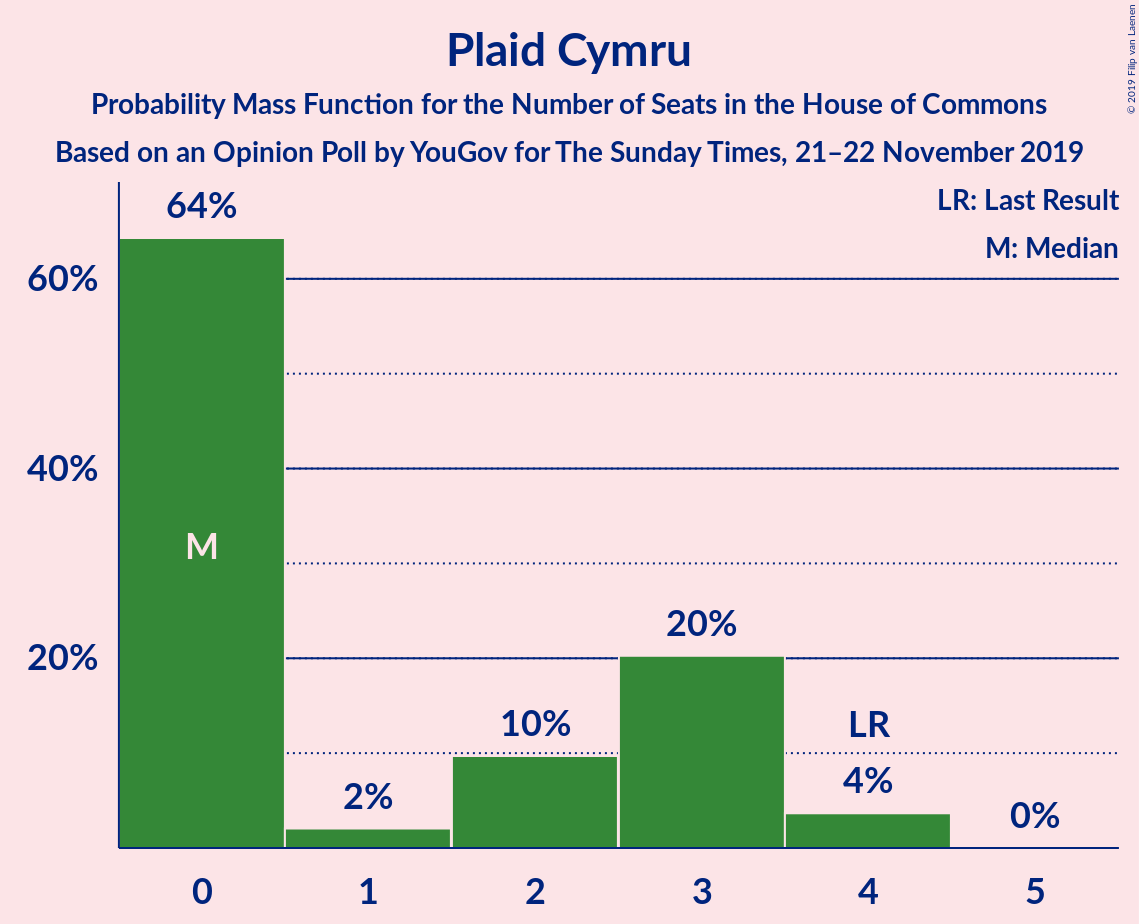 Plaid Cymru
Probability Mass Function for the Number of Seats in the House of Commons
Based on an Opinion Poll by YouGov for The Sunday Times, 21–22 November 2019
© 2019 Filip van Laenen
LR: Last Result
M: Median
64%
60%
40%
20%
M
2%
10%
20%
LR
4%
0%
0 1 2 3 4 5